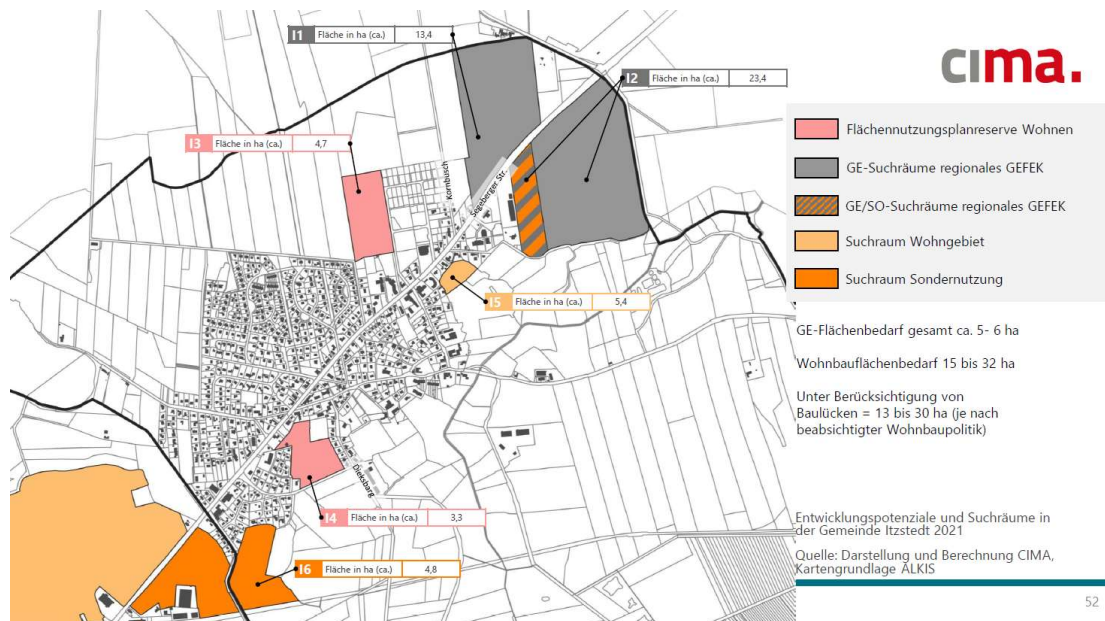 I1 Fläche in ha (ca.) 13,4
cima.
I2 Fläche in ha (ca.) 23,4
I3 Fläche in ha (ca.) 4,7
Kornbusch
Segeberger Str.
I5 Fläche in ha (ca.) 5,4
Dieksbarg
I4 Fläche in ha (ca.) 3,3
I6 Fläche in ha (ca.) 4,8
Flächennutzungsplanreserve Wohnen
GE-Suchräume regionales GEFEK
GE/SO-Suchräume regionales GEFEK
Suchraum Wohngebiet
Suchraum Sondernutzung
GE-Flächenbedarf gesamt ca. 5- 6 ha
Wohnbauflächenbedarf 15 bis 32 ha
Unter Berücksichtigung von
Baulücken = 13 bis 30 ha (je nach
beabsichtigter Wohnbaupolitik)
Entwicklungspotenziale und Suchräume in
der Gemeinde Itzstedt 2021
Quelle: Darstellung und Berechnung CIMA,
Kartengrundlage ALKIS
52